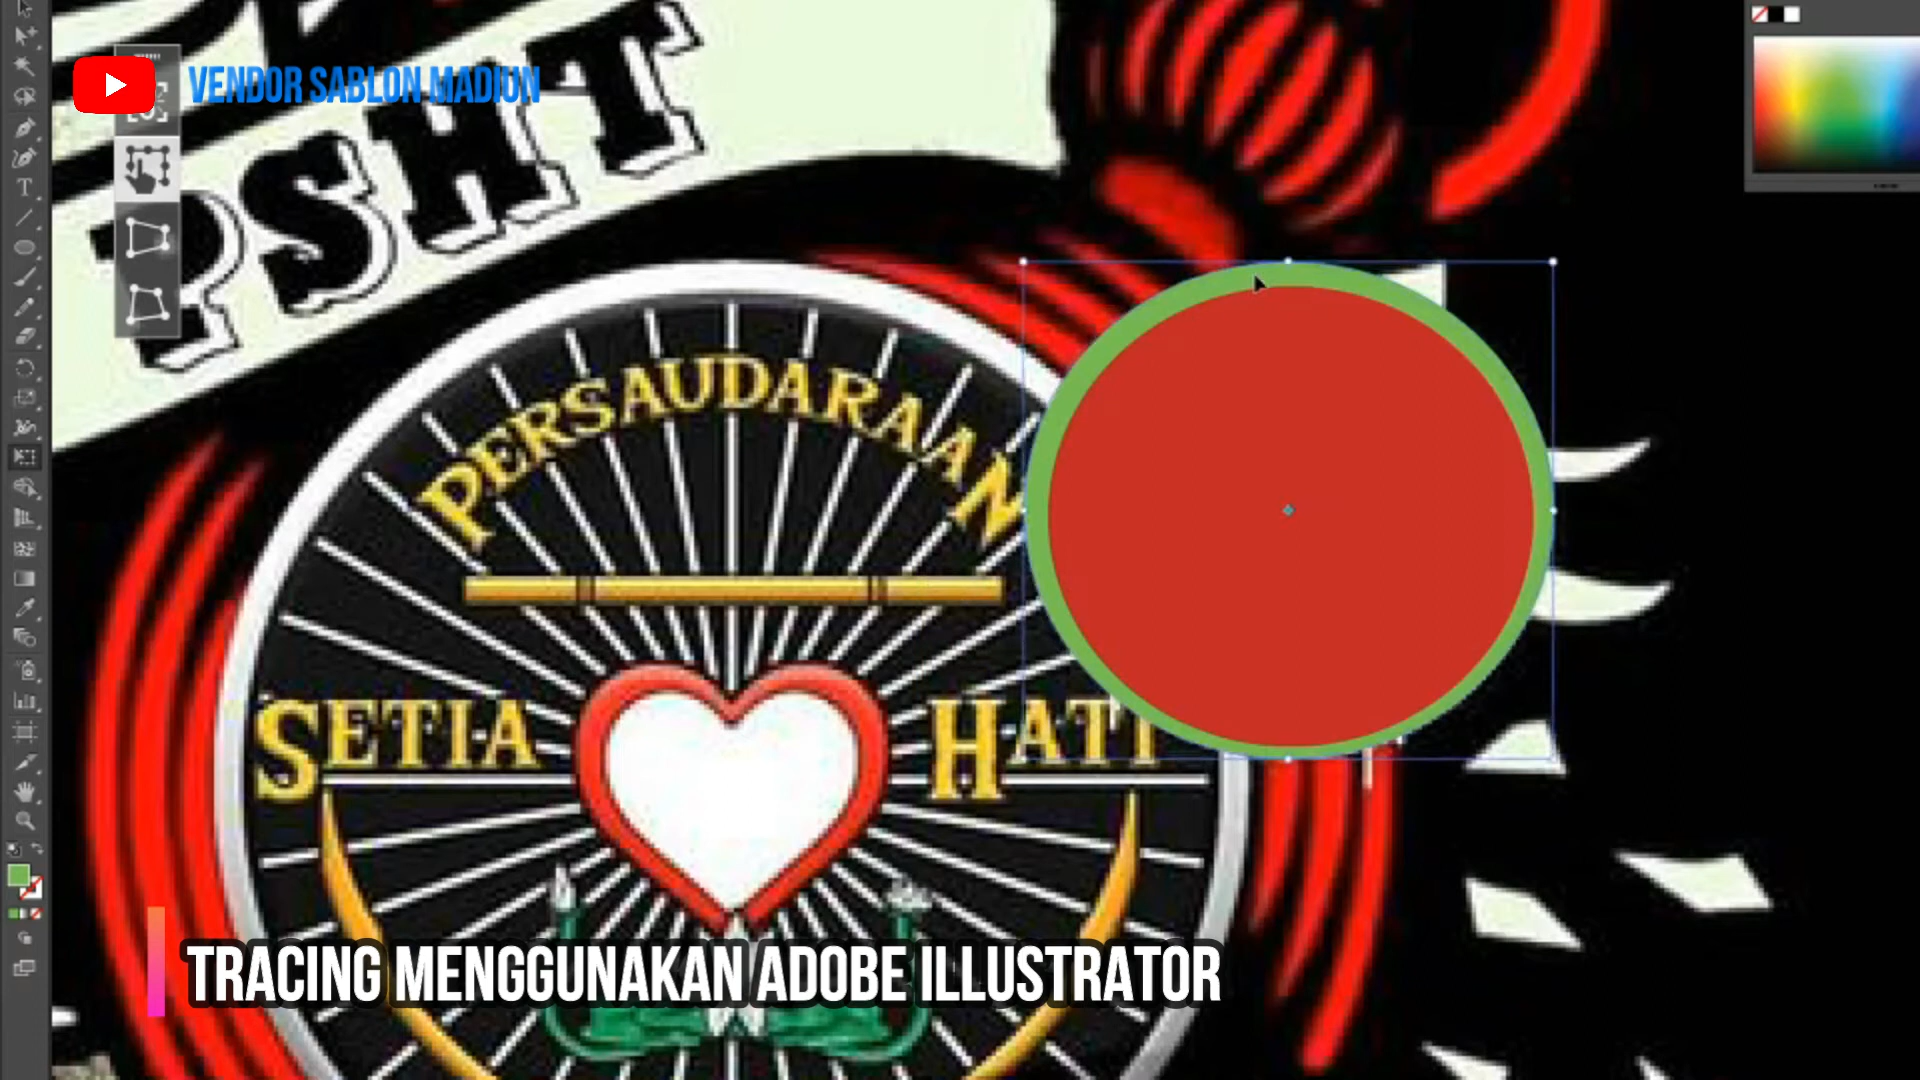 VENDOR SABLON MADIUN
PSHT
PERSAUDARAAN
SETIA HATI
TRACING MENGGUNAKAN ADOBE ILLUSTRATOR